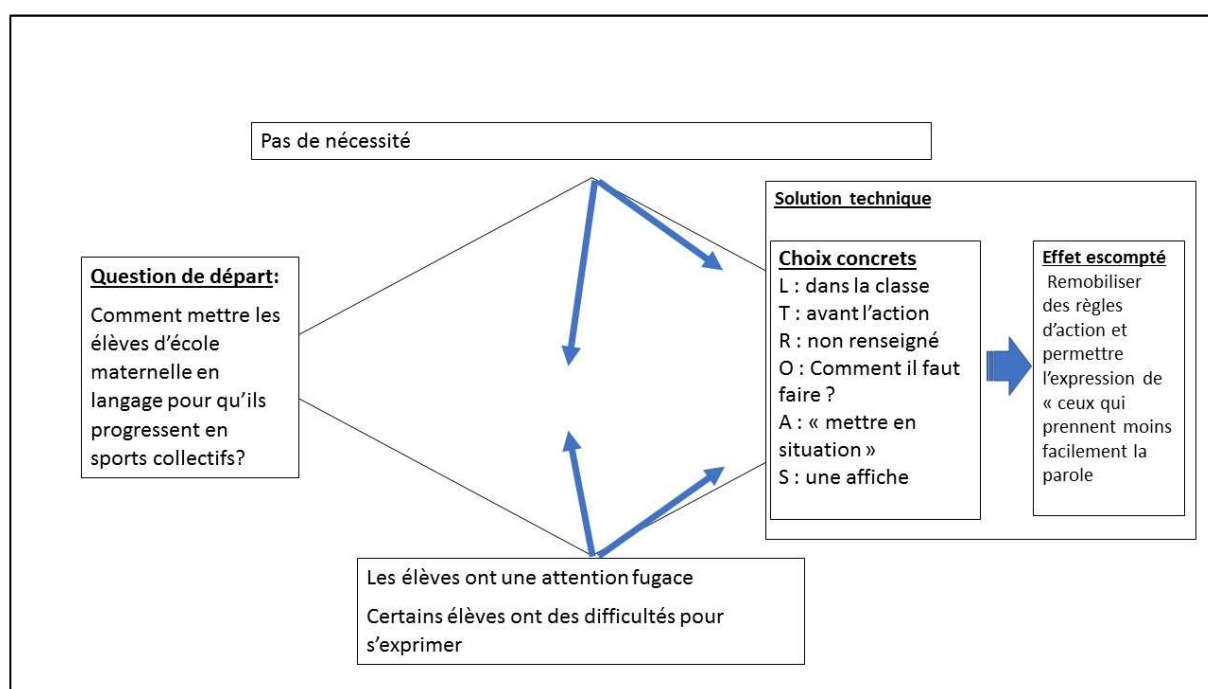 Pas de nécessité
Question de départ:
Comment mettre les
élèves d’école
maternelle en
langage pour qu’ils
progressent en
sports collectifs?
Solution technique
Choix concrets
L : dans la classe
T : avant l’action
R : non renseigné
O : Comment il faut
faire ?
A : « mettre en
situation »
S : une affiche
Effet escompté
Remobiliser
des règles
d’action et
permettre
l’expression de
« ceux qui
prennent moins
facilement la
parole
Les élèves ont une attention fugace
Certains élèves ont des difficultés pour
s’exprimer